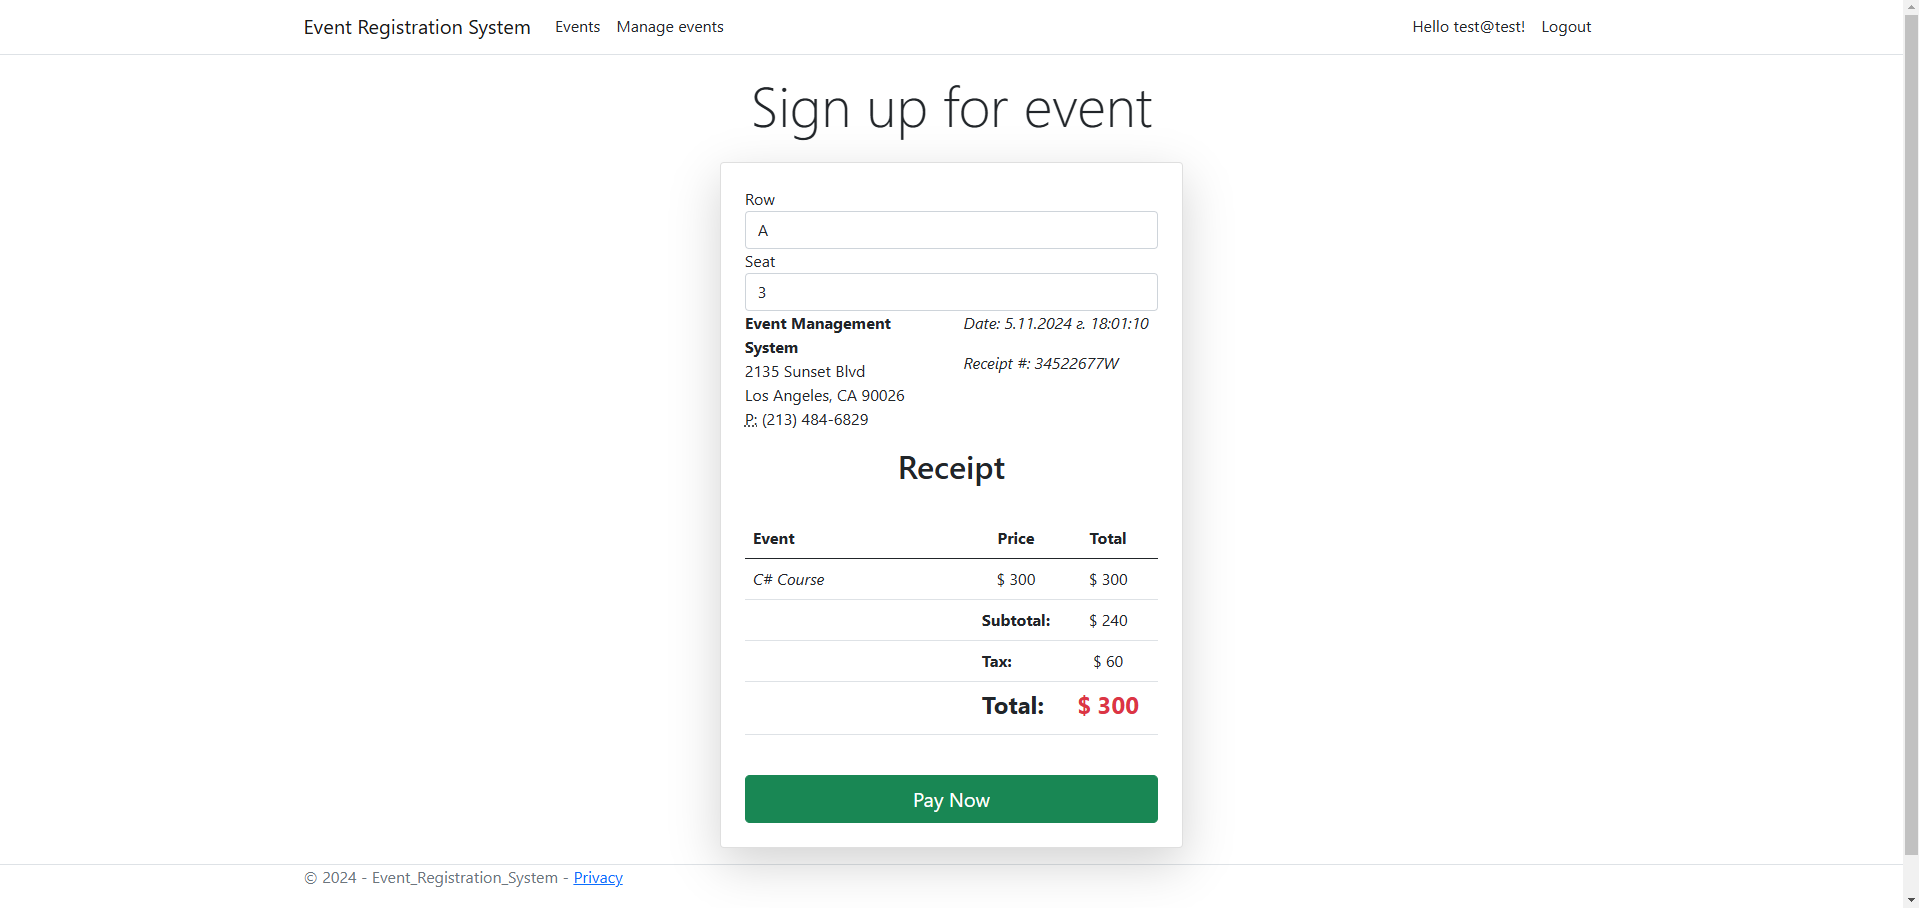 Event Registration System Events Manage events Hello test@test! Logout
Sign up for event
Row
A
Seat
3
Event Management
System
2135 Sunset Blvd
Los Angeles, CA 90026
P: (213) 484-6829
Date: 5.11.2024 г. 18:01:10
Receipt #: 34522677W
Receipt
Event Price Total
C# Course $ 300 $ 300
Subtotal: $ 240
Tax: $ 60
Total: $ 300
Pay Now
© 2024 - Event_Registration_System - Privacy